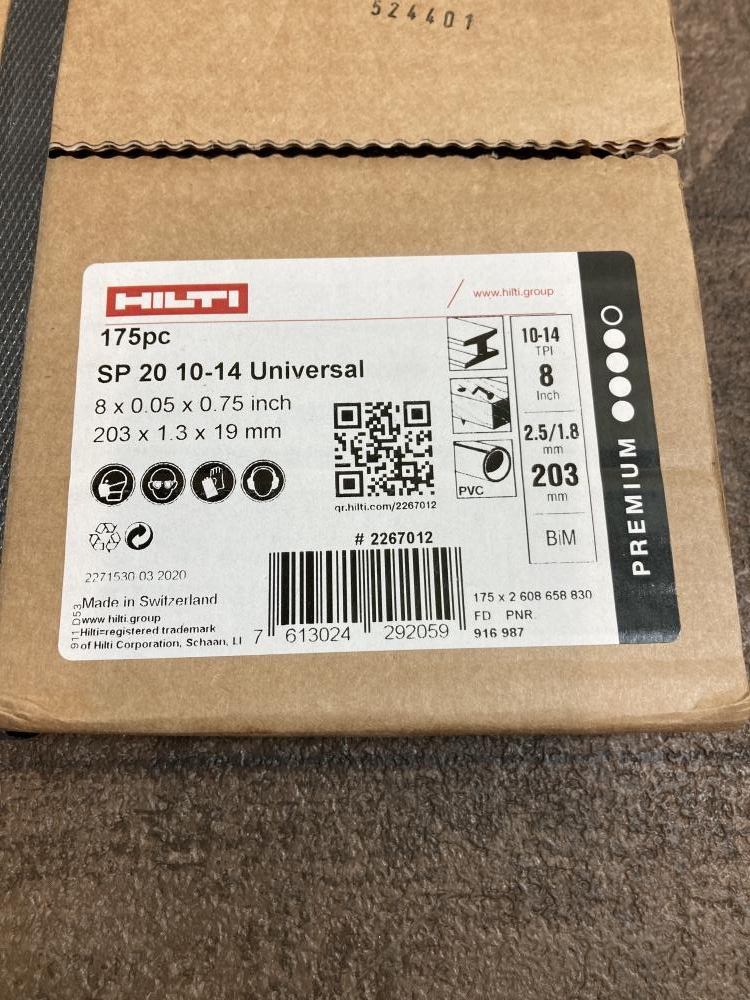 524401
HILTI
www.hilti.group
175pc
SP 20 10-14 Universal
8 x 0.05 x 0.75 inch
203 x 1.3 x 19 mm
PVC
10-14
TPI
8
Inch
2.5/1.8
mm
203
mm
BiM
PREMIUM
qr.hilti.com/2267012
# 2267012
2271530 03.2020
Made in Switzerland
www.hilti.group
Hilti=registered trademark
of Hilti Corporation, Schaan, LI
911 D53
7 613024 292059
175 x 2 608 658 830
FD PNR.
916 987